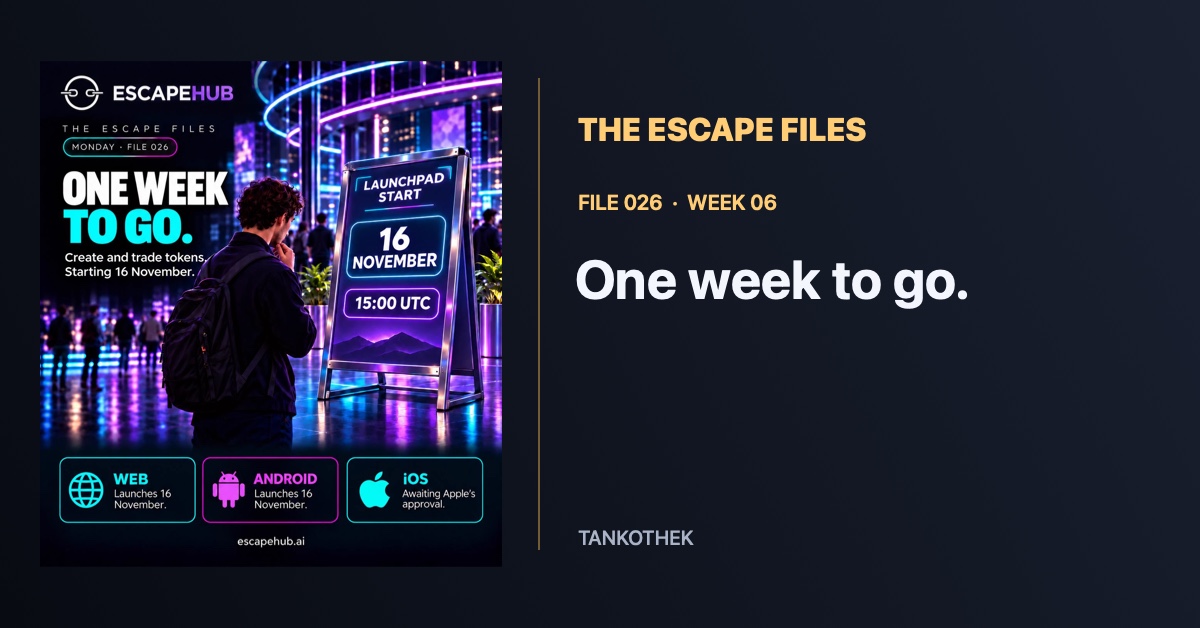 ESCAPEHUB
THE ESCAPE FILES
MONDAY · FILE 026
ONE WEEK
TO GO.
Create and trade tokens.
Starting 16 November.
LAUNCHPAD
START
16
NOVEMBER
15:00 UTC
WEB
Launches 16
November.
ANDROID
Launches 16
November.
iOS
Awaiting Apple's
approval.
escapehub.ai
THE ESCAPE FILES
FILE 026 · WEEK 06
One week to go.
TANKOTHEK